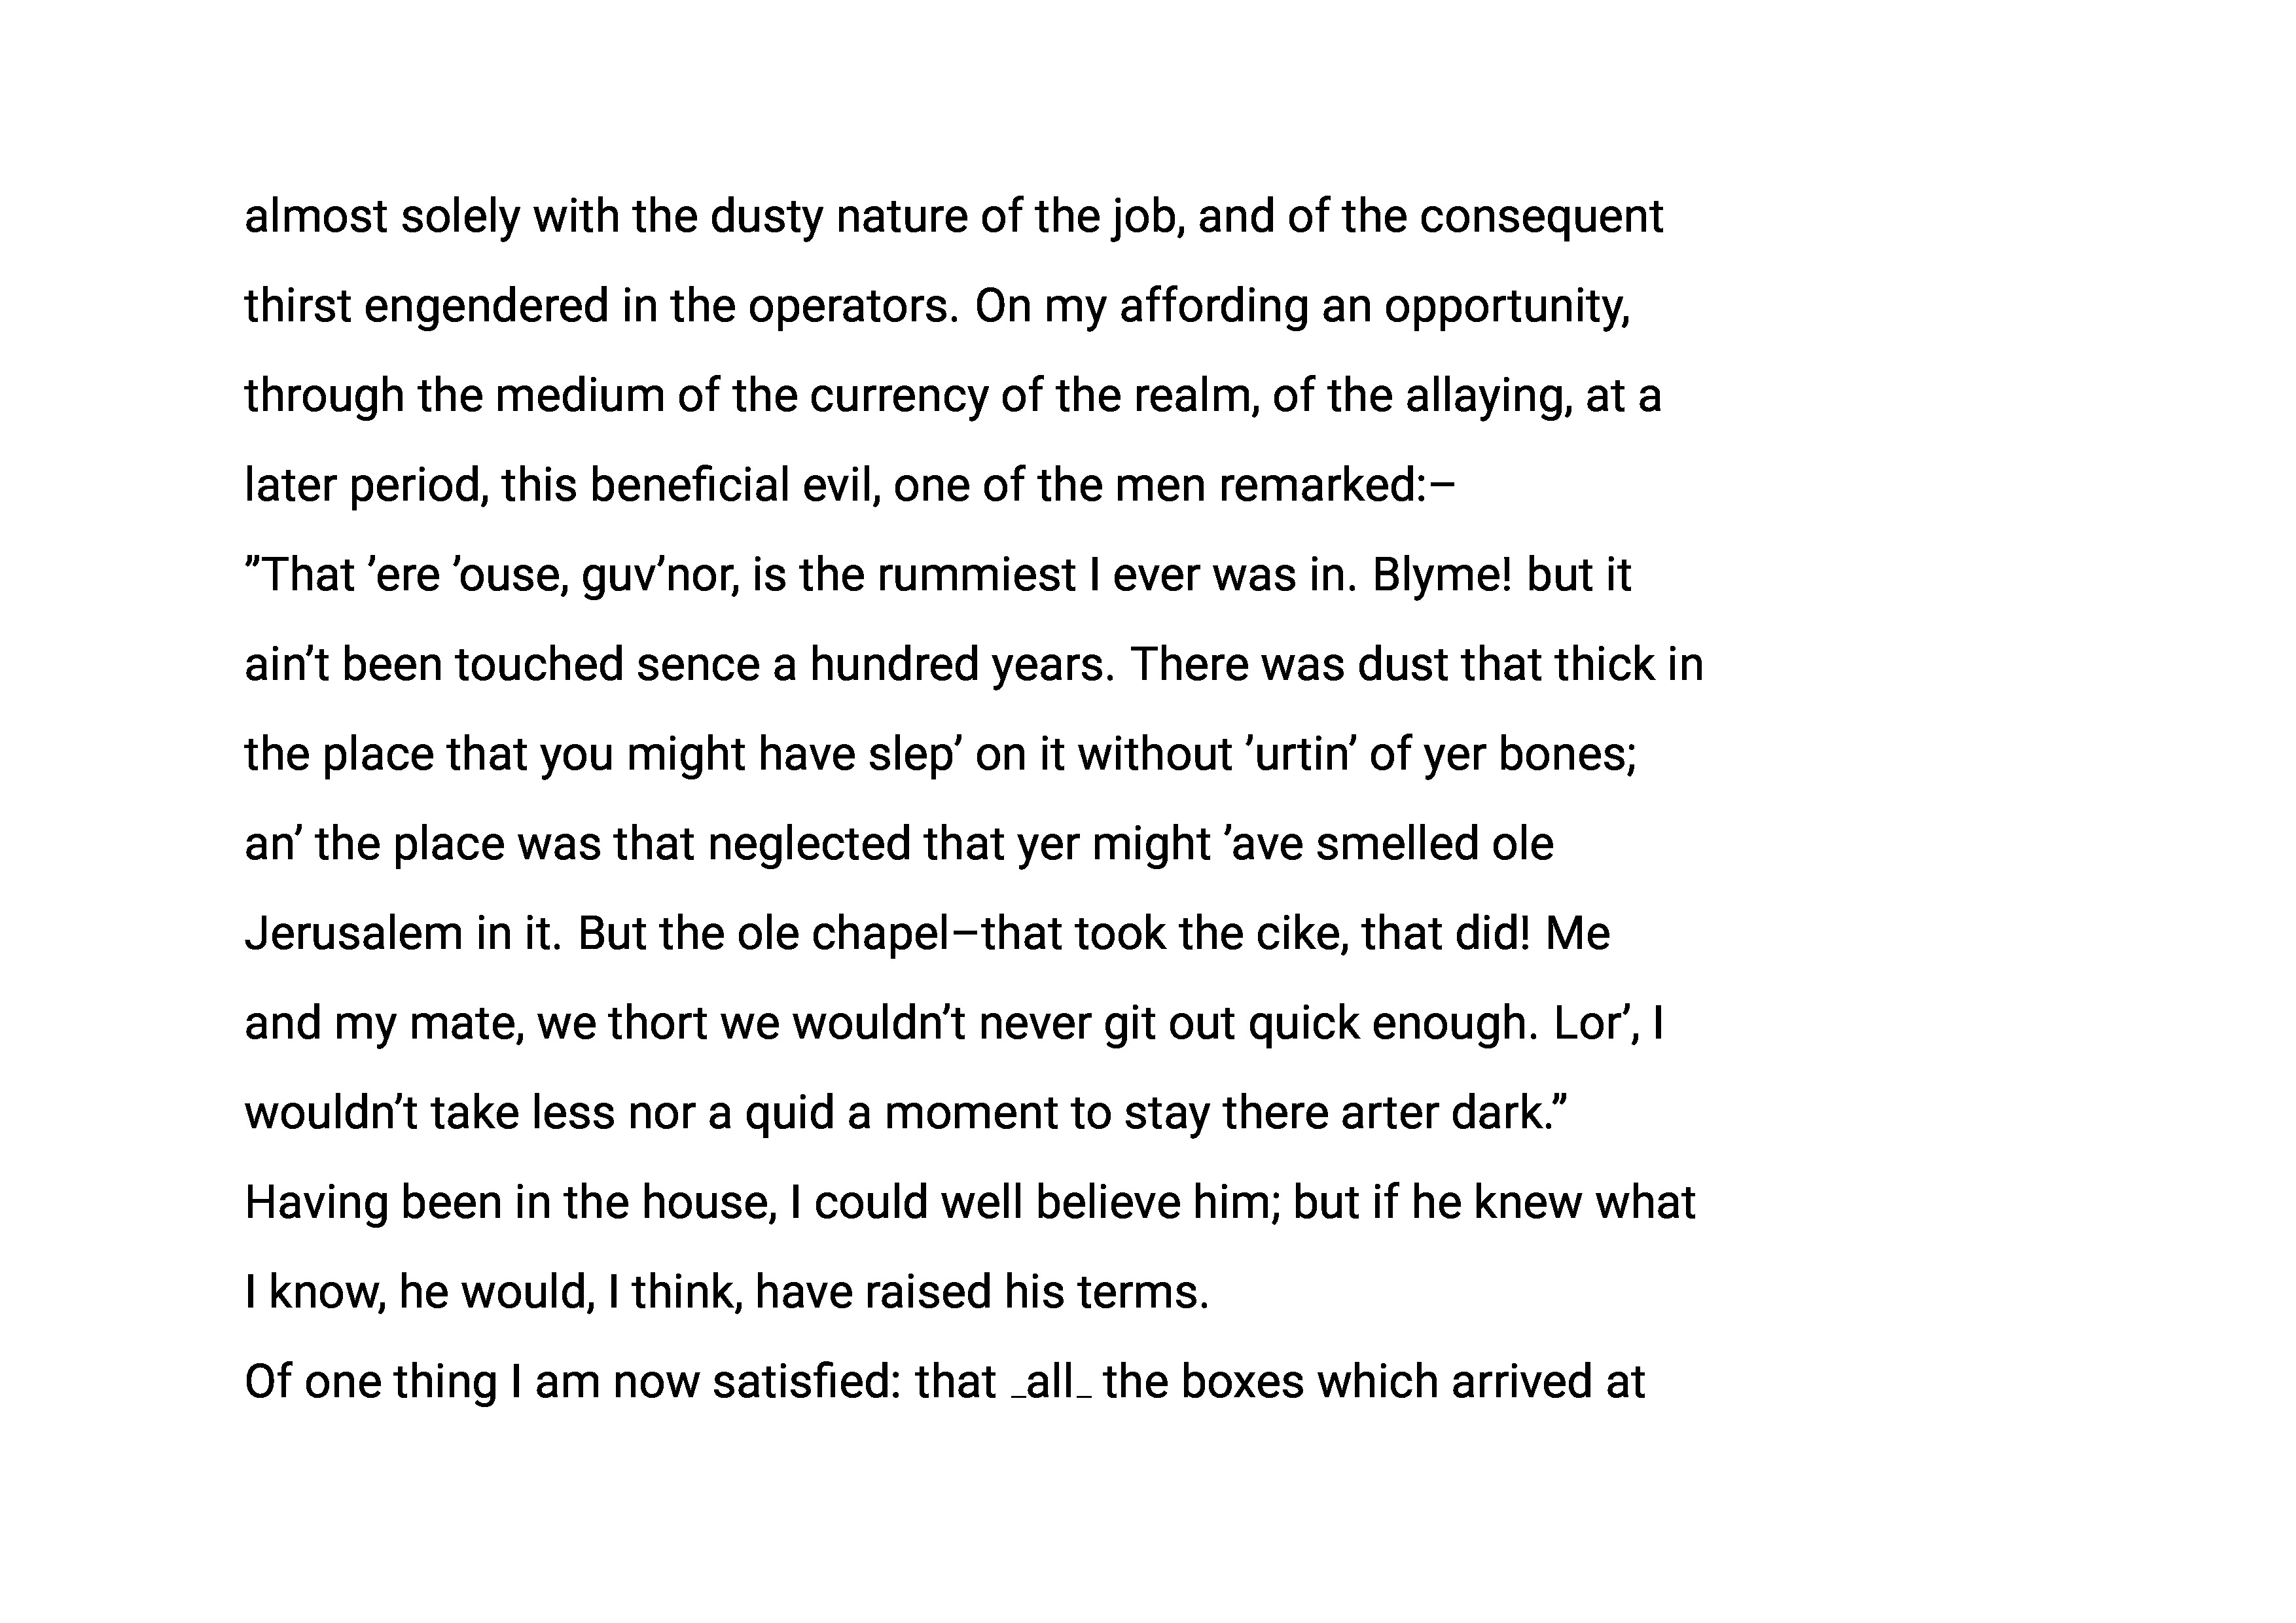 almost solely with the dusty nature of the job, and of the consequent
thirst engendered in the operators. On my affording an opportunity,
through the medium of the currency of the realm, of the allaying, at a
later period, this beneficial evil, one of the men remarked:–
”That ’ere ’ouse, guv’nor, is the rummiest I ever was in. Blyme! but it
ain’t been touched sence a hundred years. There was dust that thick in
the place that you might have slep’ on it without ’urtin’ of yer bones;
an’ the place was that neglected that yer might ’ave smelled ole
Jerusalem in it. But the ole chapel–that took the cike, that did! Me
and my mate, we thort we wouldn’t never git out quick enough. Lor’, I
wouldn’t take less nor a quid a moment to stay there arter dark.”
Having been in the house, I could well believe him; but if he knew what
I know, he would, I think, have raised his terms.
Of one thing I am now satisfied: that _all_ the boxes which arrived at